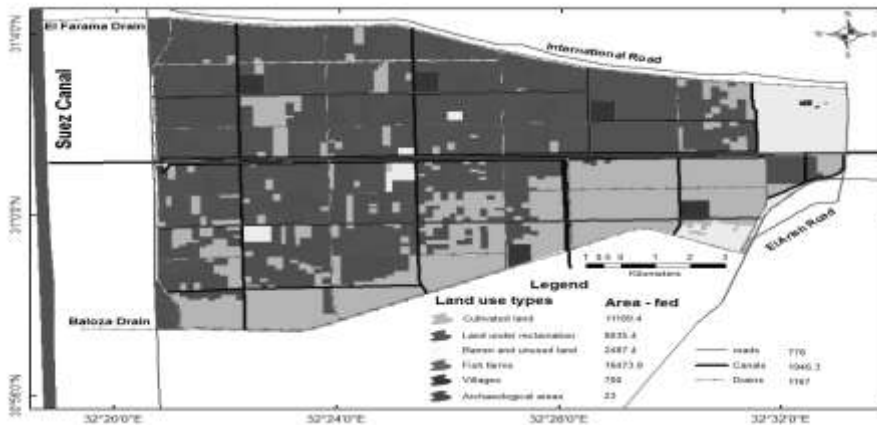 El Farama Drain
International Road
Suez Canal
El Arish Road
Baloza Drain
Kilometers
Legend
Land use types
Area - fed
Cultivated land
Land under reclamation
Barren and unused land
2487.4
Fish farms
Villages
Archaeological areas
23
roads
776
Canals
1046.3
Drains
1167
31°4'0"N
31°0'0"N
30°56'0"N
32°20'0"E
32°24'0"E
32°28'0"E
32°32'0"E